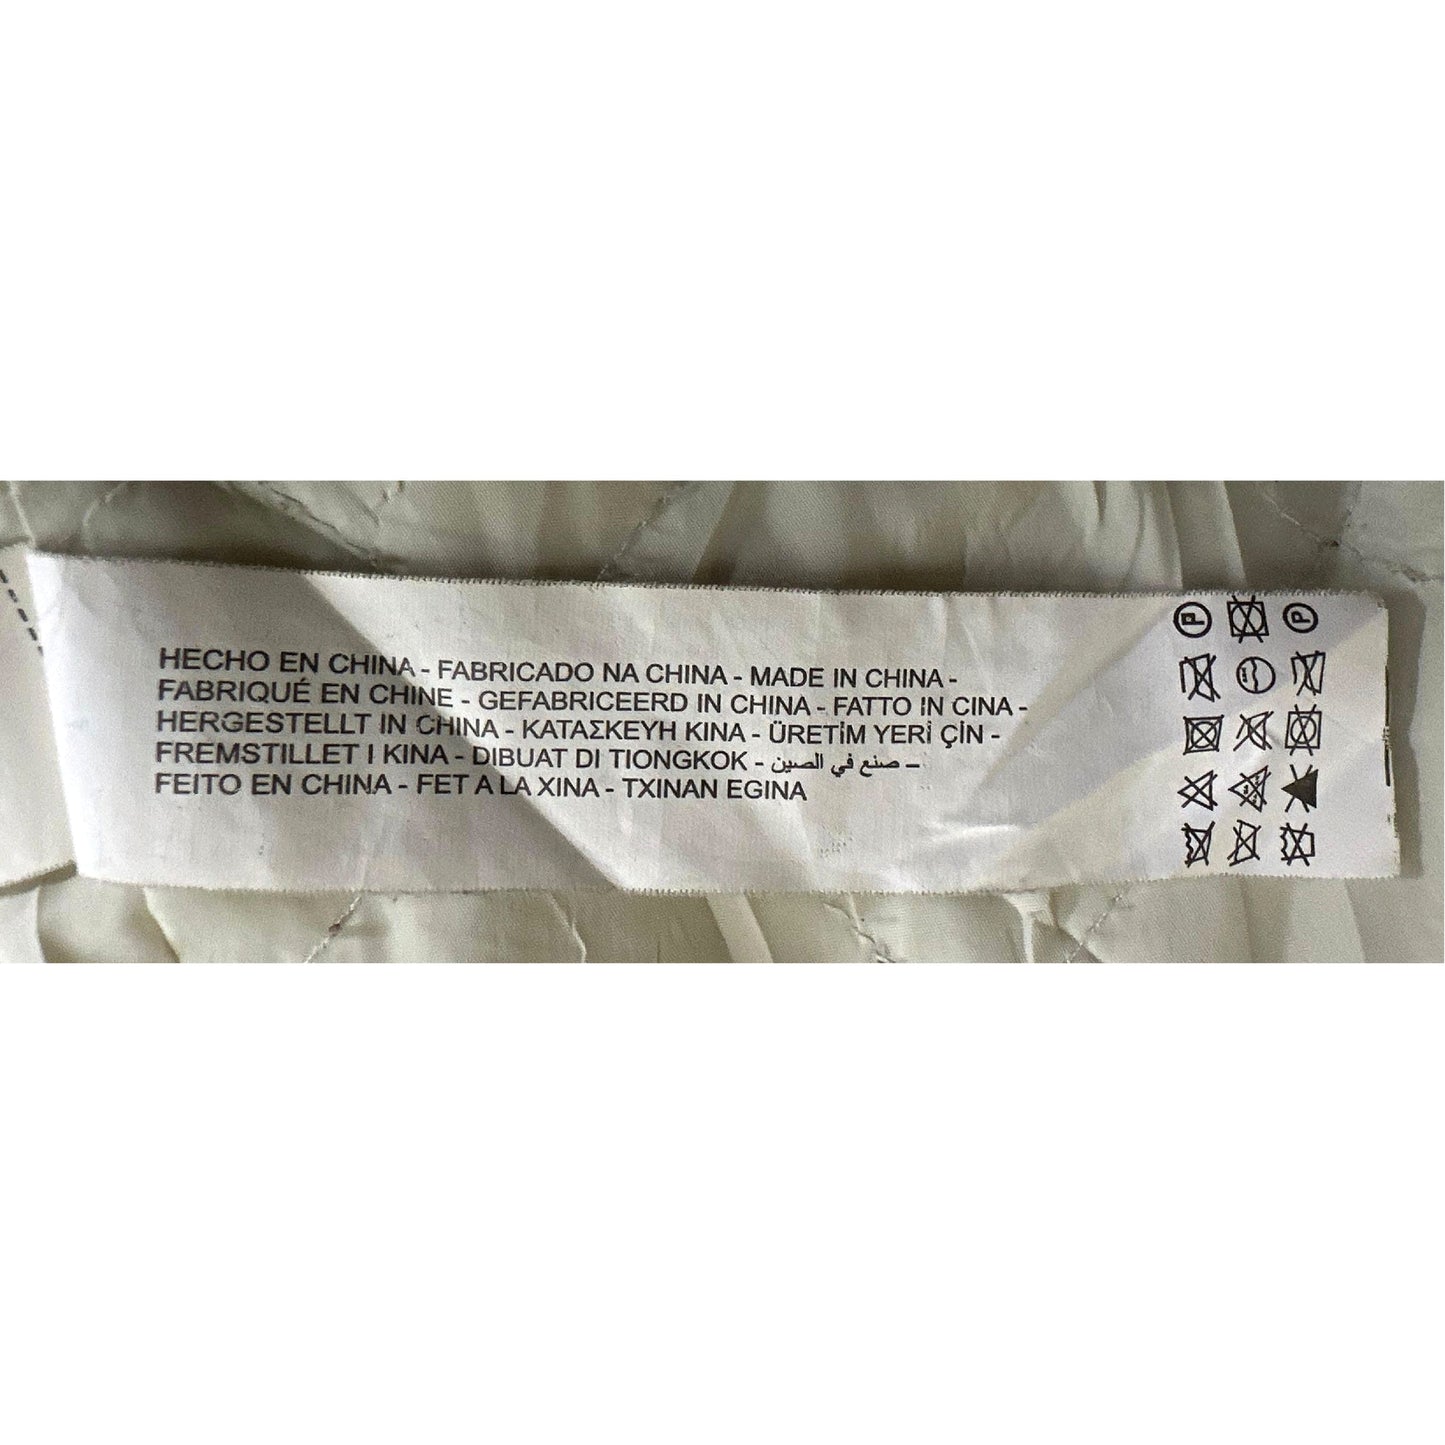 HECHO EN CHINA - FABRICADO NA CHINA - MADE IN CHINA -
FABRIQUÉ EN CHINE - GEFABRICEERD IN CHINA - FATTO IN CINA -
HERGESTELLT IN CHINA - ΚΑΤΑΣΚΕΥΗ ΚΙΝΑ - ÜRETİM YERİ ÇİN -
FREMSTILLET I KINA - DIBUAT DI TIONGKOK - صنع في الصين –
FEITO EN CHINA - FET A LA XINA - TXINAN EGINA
P P